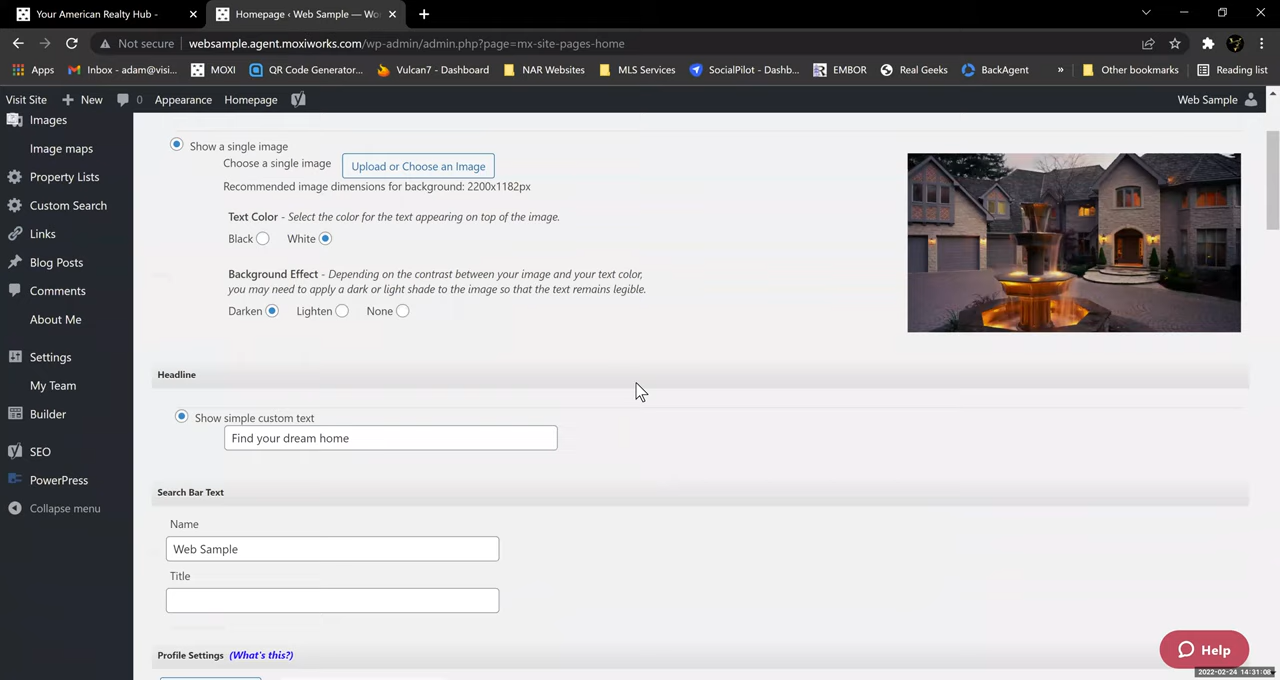 Your American Realty Hub -
Homepage ‹ Web Sample — Wo
Not secure
websample.agent.moxiworks.com/wp-admin/admin.php?page=mx-site-pages-home
Apps
Inbox - adam@visi...
MOXI
QR Code Generator...
Vulcan7 - Dashboard
NAR Websites
MLS Services
SocialPilot - Dashb...
EMBOR
Real Geeks
BackAgent
»
Other bookmarks
Reading list
Visit Site
New
0
Appearance
Homepage
Web Sample
Images
Image maps
Property Lists
Custom Search
Links
Blog Posts
Comments
About Me
Settings
My Team
Builder
SEO
PowerPress
Collapse menu
Show a single image
Choose a single image
Upload or Choose an Image
Recommended image dimensions for background: 2200x1182px
Text Color - Select the color for the text appearing on top of the image.
Black White
Background Effect - Depending on the contrast between your image and your text color,
you may need to apply a dark or light shade to the image so that the text remains legible.
Darken Lighten None
Headline
Show simple custom text
Find your dream home
Search Bar Text
Name
Web Sample
Title
Profile Settings (What's this?)
Help
2022-02-24 14:31:08